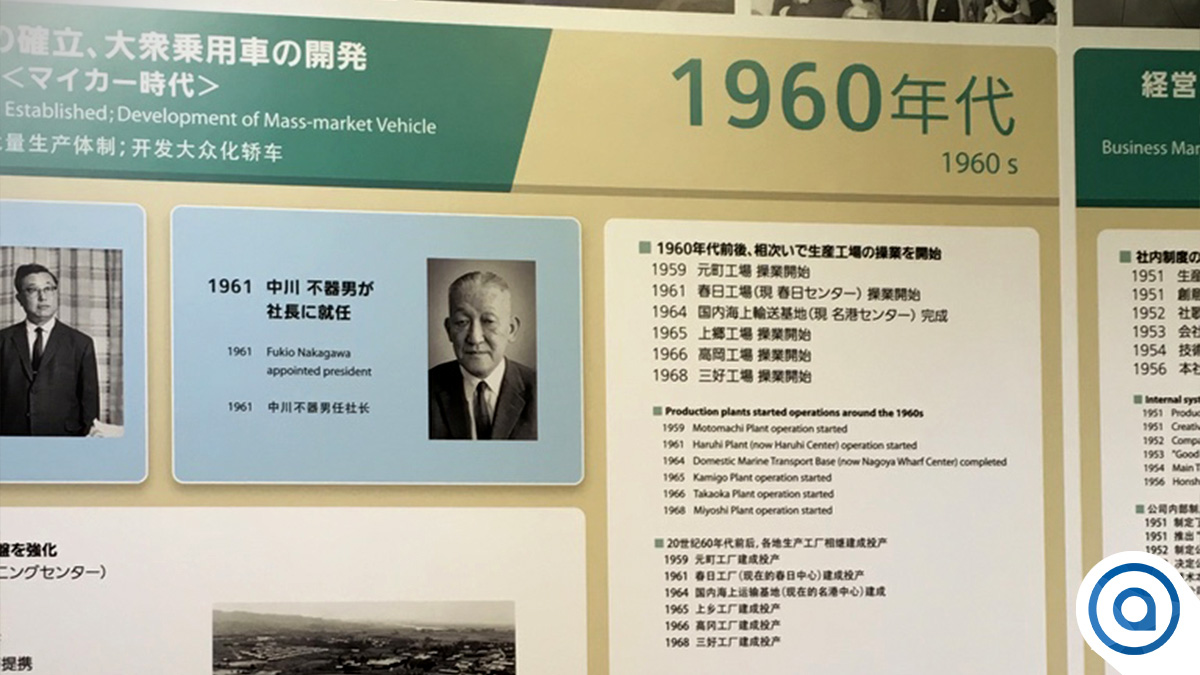 の確立、大衆乗用車の開発
＜マイカー時代＞
Established; Development of Mass-market Vehicle
量生产体制；开发大众化轿车
1960年代
1960 s
経営
Business
1961 中川 不器男が
社長に就任
1961 Fukio Nakagawa
appointed president
1961 中川不器男任社长
盤を強化
ニングセンター）
提携
1960年代前後、相次いで生産工場の操業を開始
1959 元町工場 操業開始
1961 春日工場（現 春日センター） 操業開始
1964 国内海上輸送基地（現 名港センター） 完成
1965 上郷工場 操業開始
1966 高岡工場 操業開始
1968 三好工場 操業開始
Production plants started operations around the 1960s
1959 Motomachi Plant operation started
1961 Haruhi Plant (now Haruhi Center) operation started
1964 Domestic Marine Transport Base (now Nagoya Wharf Center) completed
1965 Kamigo Plant operation started
1966 Takaoka Plant operation started
1968 Miyoshi Plant operation started
20世纪60年代前后，各地生产工厂相继建成投产
1959 元町工厂建成投产
1961 春日工厂（现在的春日中心）建成投产
1964 国内海上运输基地（现在的名港中心）建成
1965 上乡工厂建成投产
1966 高冈工厂建成投产
1968 三好工厂建成投产
社内制度の
1951 生産
1951 創意
1952 社歌
1953 会社
1954 技術
1956 本社
Internal
1951
1951
1952
1953 "Good
1954 Main
1956
公司内部制
1951 制定
1951 推出
1952 制定